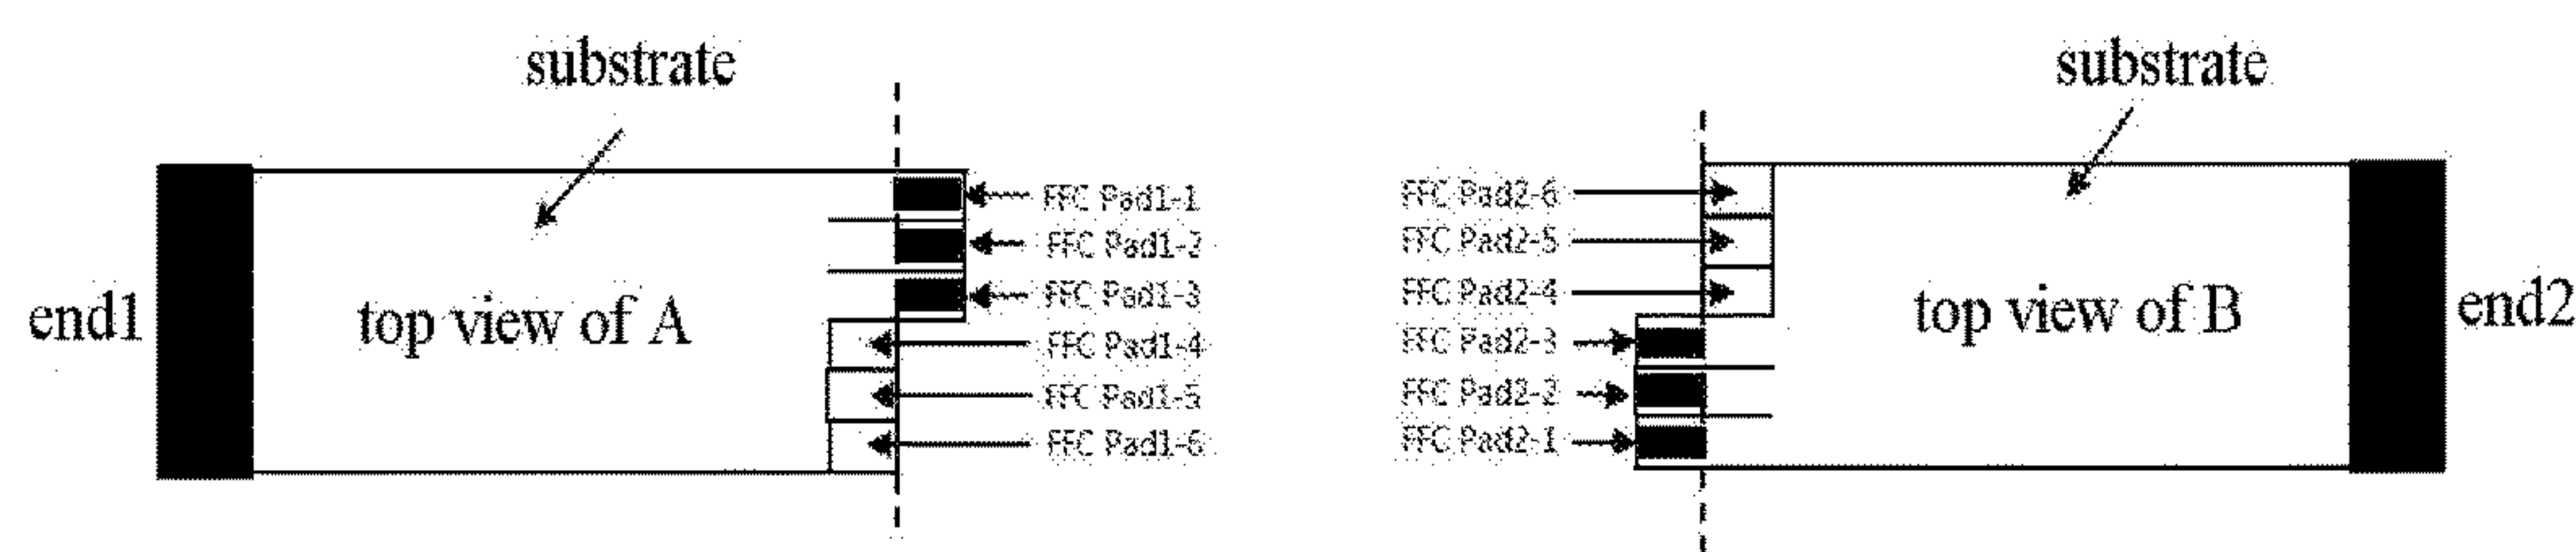 substrate
substrate
FFC Pad1-1
FFC Pad1-2
FFC Pad1-3
FFC Pad1-4
FFC Pad1-5
FFC Pad1-6
FFC Pad2-6
FFC Pad2-5
FFC Pad2-4
FFC Pad2-3
FFC Pad2-2
FFC Pad2-1
end1
top view of A
top view of B
end2